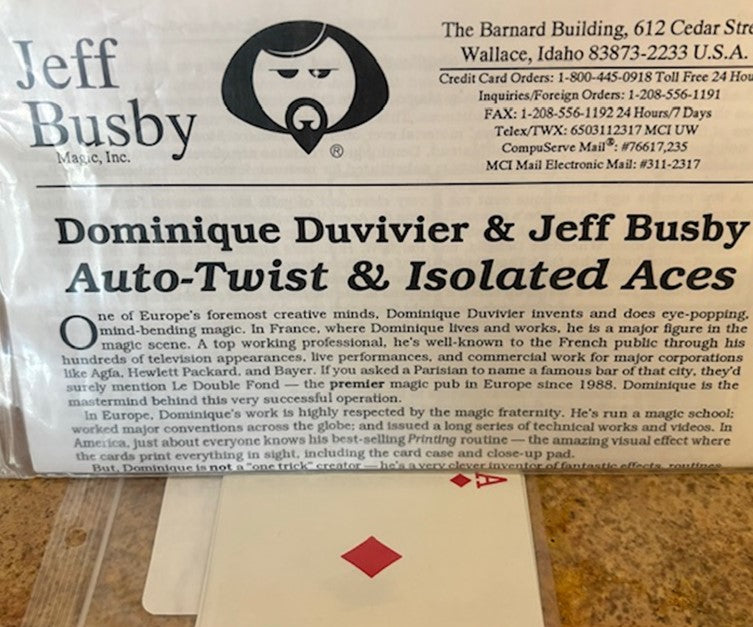 Jeff
Busby
Magic, Inc.
®
The Barnard Building, 612 Cedar Stre
Wallace, Idaho 83873-2233 U.S.A.
Credit Card Orders: 1-800-445-0918 Toll Free 24 Hou
Inquiries/Foreign Orders: 1-208-556-1191
FAX: 1-208-556-1192 24 Hours/7 Days
Telex/TWX: 6503112317 MCI UW
CompuServe Mail®: #76617,235
MCI Mail Electronic Mail: #311-2317
Dominique Duvivier & Jeff Busby
Auto-Twist & Isolated Aces
One of Europe's foremost creative minds, Dominique Duvivier invents and does eye-popping,
mind-bending magic. In France, where Dominique lives and works, he is a major figure in the
magic scene. A top working professional, he's well-known to the French public through his
hundreds of television appearances, live performances, and commercial work for major corporations
like Agfa, Hewlett Packard, and Bayer. If you asked a Parisian to name a famous bar of that city, they'd
surely mention Le Double Fond — the premier magic pub in Europe since 1988. Dominique is the
mastermind behind this very successful operation.
In Europe, Dominique's work is highly respected by the magic fraternity. He's run a magic school;
worked major conventions across the globe; and issued a long series of technical works and videos. In
America, just about everyone knows his best-selling Printing routine — the amazing visual effect where
the cards print everything in sight, including the card case and close-up pad.
But, Dominique is not a "one trick" creator — he's a very clever inventor of fantastic effects, routines
A